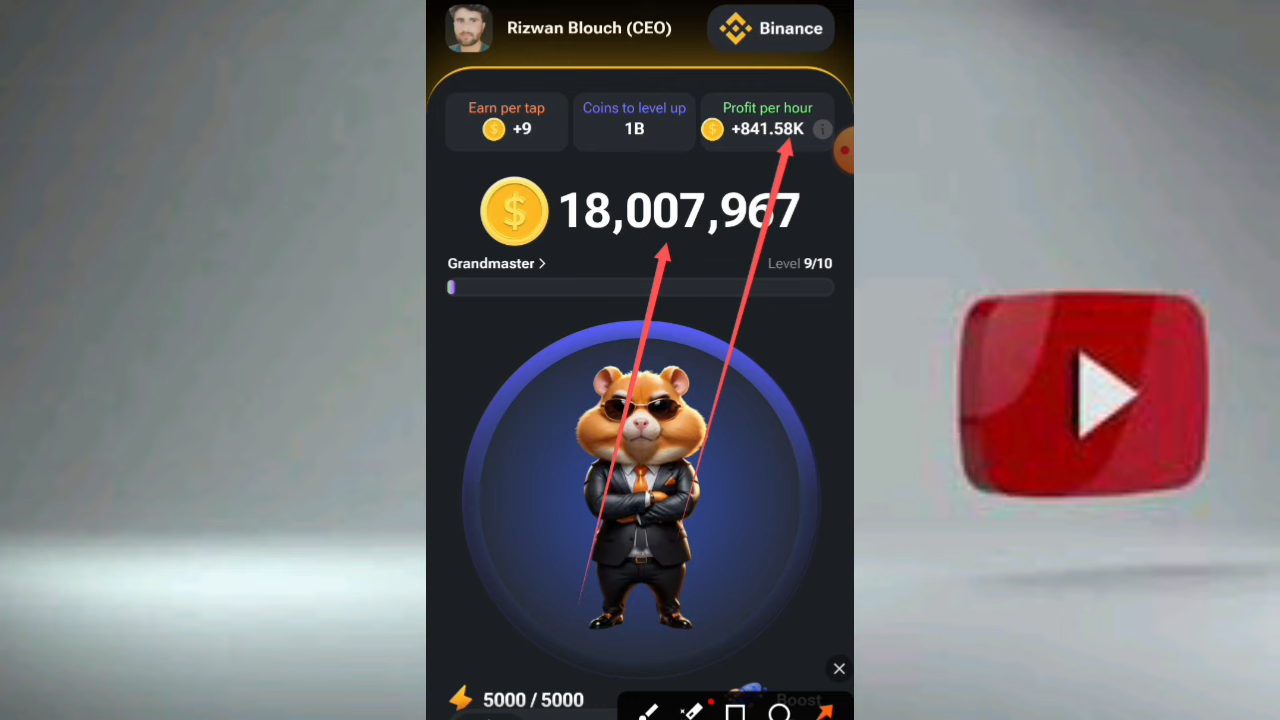 Rizwan Blouch (CEO)
Binance
Earn per tap
+9
Coins to level up
1B
Profit per hour
+841.58K
18,007,967
Grandmaster >
Level 9/10
5000 / 5000
Boost